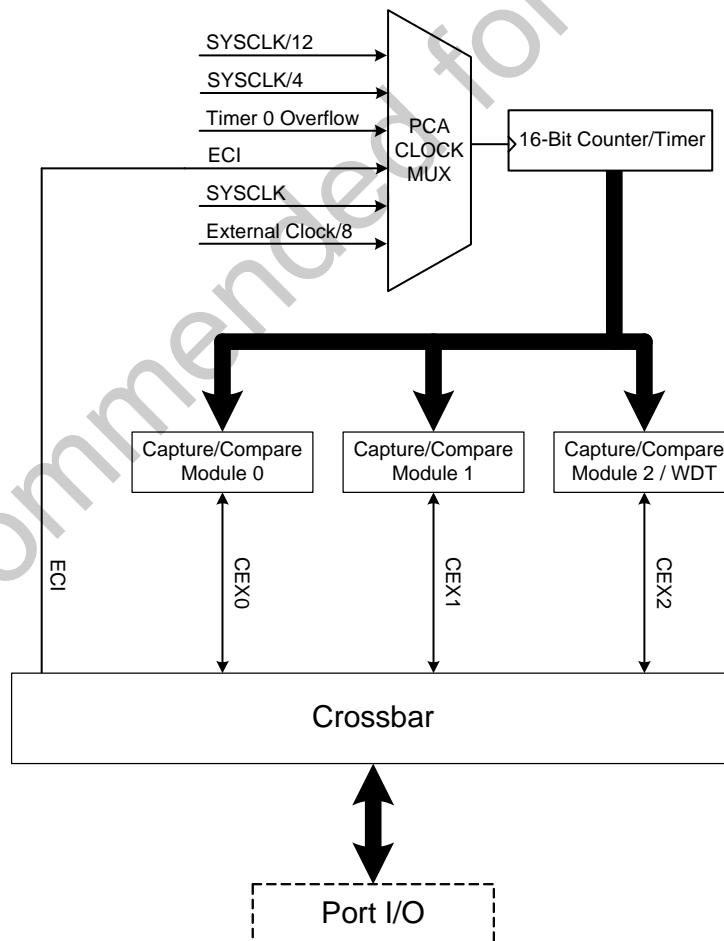 SYSCLK/12
SYSCLK/4
Timer 0 Overflow
ECI
SYSCLK
External Clock/8
PCA
CLOCK
MUX
16-Bit Counter/Timer
Capture/Compare
Module 0
Capture/Compare
Module 1
Capture/Compare
Module 2 / WDT
ECI
CEX0
CEX1
CEX2
Crossbar
Port I/O
ommended for